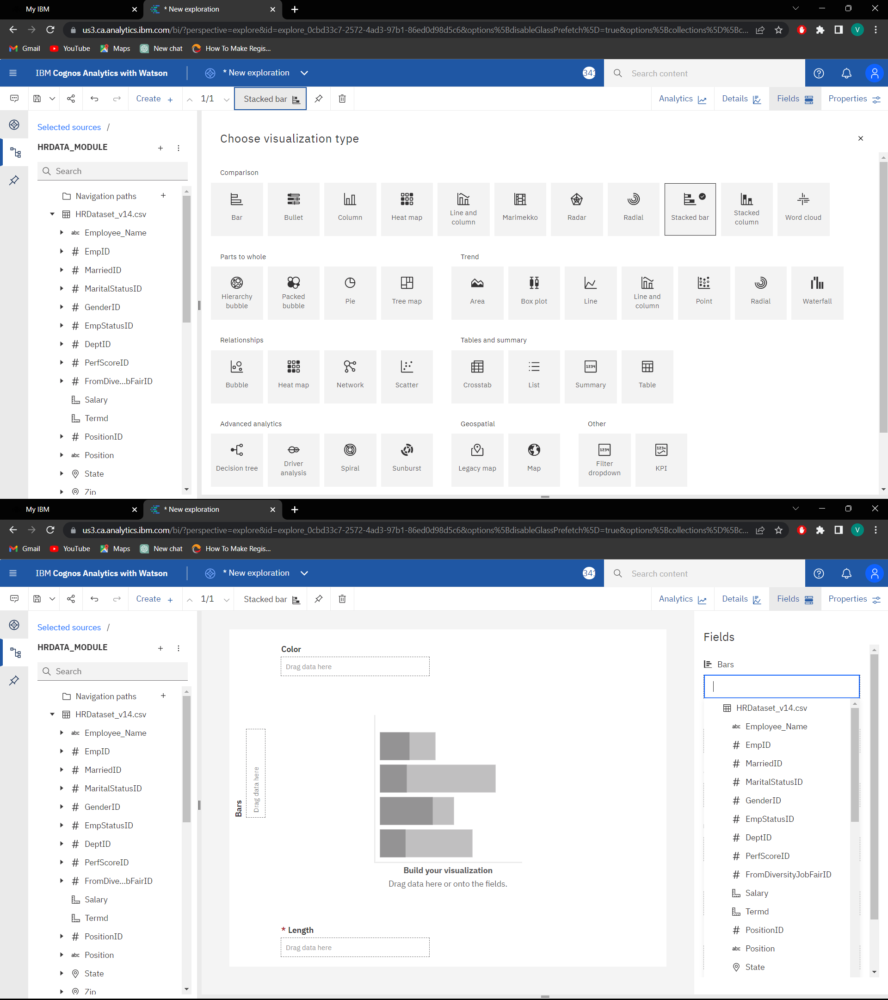 My IBM
* New exploration
us3.ca.analytics.ibm.com/bi/?perspective=explore&id=explore_0cbd33c7-2572-4ad3-97b1-86ed0d98d5c6&options%5BdisableGlassPrefetch%5D=true&options%5Bcollections%5D%5Bc...
V
Gmail
YouTube
Maps
New chat
How To Make Regis...
IBM Cognos Analytics with Watson
* New exploration
341
Search content
Create
1/1
Stacked bar
Analytics
Details
Fields
Properties
Selected sources /
HRDATA_MODULE
Search
Navigation paths
HRDataset_v14.csv
abc Employee_Name
# EmpID
# MarriedID
# MaritalStatusID
# GenderID
# EmpStatusID
# DeptID
# PerfScoreID
# FromDive...bFairID
Salary
Termd
# PositionID
abc Position
State
Zip
Choose visualization type
Comparison
Bar
Bullet
Column
Heat map
Line and
column
Marimekko
Radar
Radial
Stacked bar
Stacked
column
Word cloud
Parts to whole
Hierarchy
bubble
Packed
bubble
Pie
Tree map
Trend
Area
Box plot
Line
Line and
column
Point
Radial
Waterfall
Relationships
Bubble
Heat map
Network
Scatter
Tables and summary
Crosstab
List
1234
Summary
Table
Advanced analytics
Decision tree
Driver
analysis
Spiral
Sunburst
Geospatial
Legacy map
Map
Other
1234
Filter
dropdown
123
KPI
My IBM
* New exploration
us3.ca.analytics.ibm.com/bi/?perspective=explore&id=explore_0cbd33c7-2572-4ad3-97b1-86ed0d98d5c6&options%5BdisableGlassPrefetch%5D=true&options%5Bcollections%5D%5Bc...
V
Gmail
YouTube
Maps
New chat
How To Make Regis...
IBM Cognos Analytics with Watson
* New exploration
341
Search content
Create
1/1
Stacked bar
Analytics
Details
Fields
Properties
Selected sources /
HRDATA_MODULE
Search
Navigation paths
HRDataset_v14.csv
abc Employee_Name
# EmpID
# MarriedID
# MaritalStatusID
# GenderID
# EmpStatusID
# DeptID
# PerfScoreID
# FromDive...bFairID
Salary
Termd
# PositionID
abc Position
State
Zip
Color
Drag data here
Bars
Drag data here
Build your visualization
Drag data here or onto the fields.
* Length
Drag data here
Fields
Bars
HRDataset_v14.csv
abc Employee_Name
# EmpID
# MarriedID
# MaritalStatusID
# GenderID
# EmpStatusID
# DeptID
# PerfScoreID
# FromDiversityJobFairID
Salary
Termd
# PositionID
abc Position
State